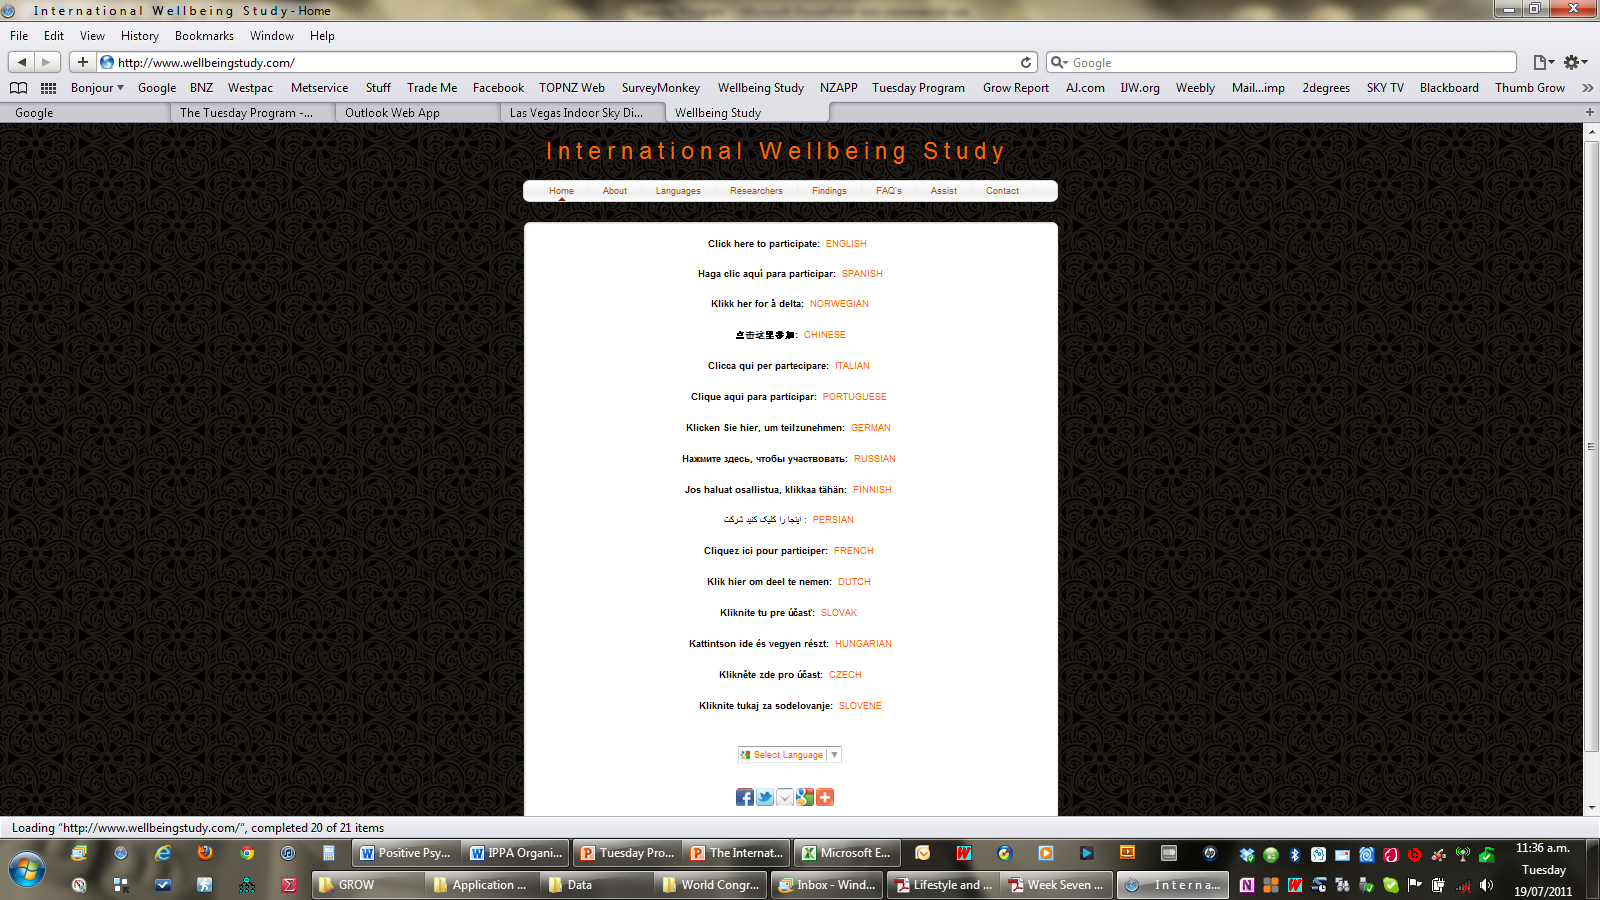 International Wellbeing Study - Home
File Edit View History Bookmarks Window Help
http://www.wellbeingstudy.com/ Google
Bonjour Google BNZ Westpac Metservice Stuff Trade Me Facebook TOPNZ Web SurveyMonkey Wellbeing Study NZAPP Tuesday Program Grow Report AJ.com IJW.org Weebly Mail...imp 2degrees SKY TV Blackboard Thumb Grow
Google The Tuesday Program -... Outlook Web App Las Vegas Indoor Sky Di... Wellbeing Study
International Wellbeing Study
Home About Languages Researchers Findings FAQ's Assist Contact
Click here to participate: ENGLISH
Haga clic aquí para participar: SPANISH
Klikk her for å delta: NORWEGIAN
点击这里参加: CHINESE
Clicca qui per partecipare: ITALIAN
Clique aqui para participar: PORTUGUESE
Klicken Sie hier, um teilzunehmen: GERMAN
Нажмите здесь, чтобы участвовать: RUSSIAN
Jos haluat osallistua, klikkaa tähän: FINNISH
اینجا را کلیک کنید شرکت : PERSIAN
Cliquez ici pour participer: FRENCH
Klik hier om deel te nemen: DUTCH
Kliknite tu pre účasť: SLOVAK
Kattintson ide és vegyen részt: HUNGARIAN
Klikněte zde pro účast: CZECH
Kliknite tukaj za sodelovanje: SLOVENE
Select Language
Loading "http://www.wellbeingstudy.com/", completed 20 of 21 items
Positive Psy... IPPA Organi... Tuesday Pro... The Internat... Microsoft E... 11:36 a.m.
Tuesday
GROW Application ... Data World Congr... Inbox - Wind... Lifestyle and ... Week Seven ... Interna... 19/07/2011